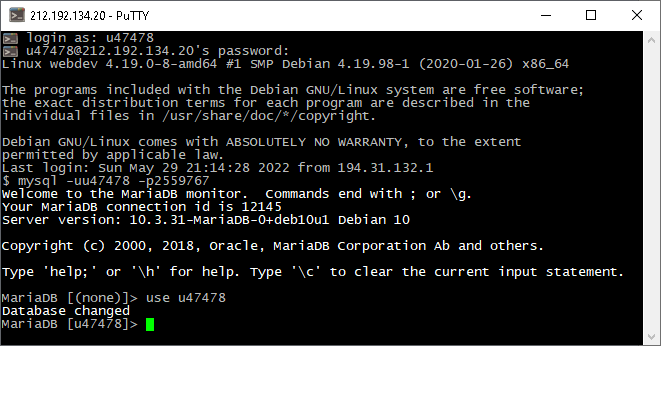 212.192.134.20 - PuTTY
login as: u47478
u47478@212.192.134.20's password:
Linux webdev 4.19.0-8-amd64 #1 SMP Debian 4.19.98-1 (2020-01-26) x86_64
The programs included with the Debian GNU/Linux system are free software;
the exact distribution terms for each program are described in the
individual files in /usr/share/doc/*/copyright.
Debian GNU/Linux comes with ABSOLUTELY NO WARRANTY, to the extent
permitted by applicable law.
Last login: Sun May 29 21:14:28 2022 from 194.31.132.1
$ mysql -uu47478 -p2559767
Welcome to the MariaDB monitor.  Commands end with ; or \g.
Your MariaDB connection id is 12145
Server version: 10.3.31-MariaDB-0+deb10u1 Debian 10
Copyright (c) 2000, 2018, Oracle, MariaDB Corporation Ab and others.
Type 'help;' or '\h' for help. Type '\c' to clear the current input statement.
MariaDB [(none)]> use u47478
Database changed
MariaDB [u47478]>